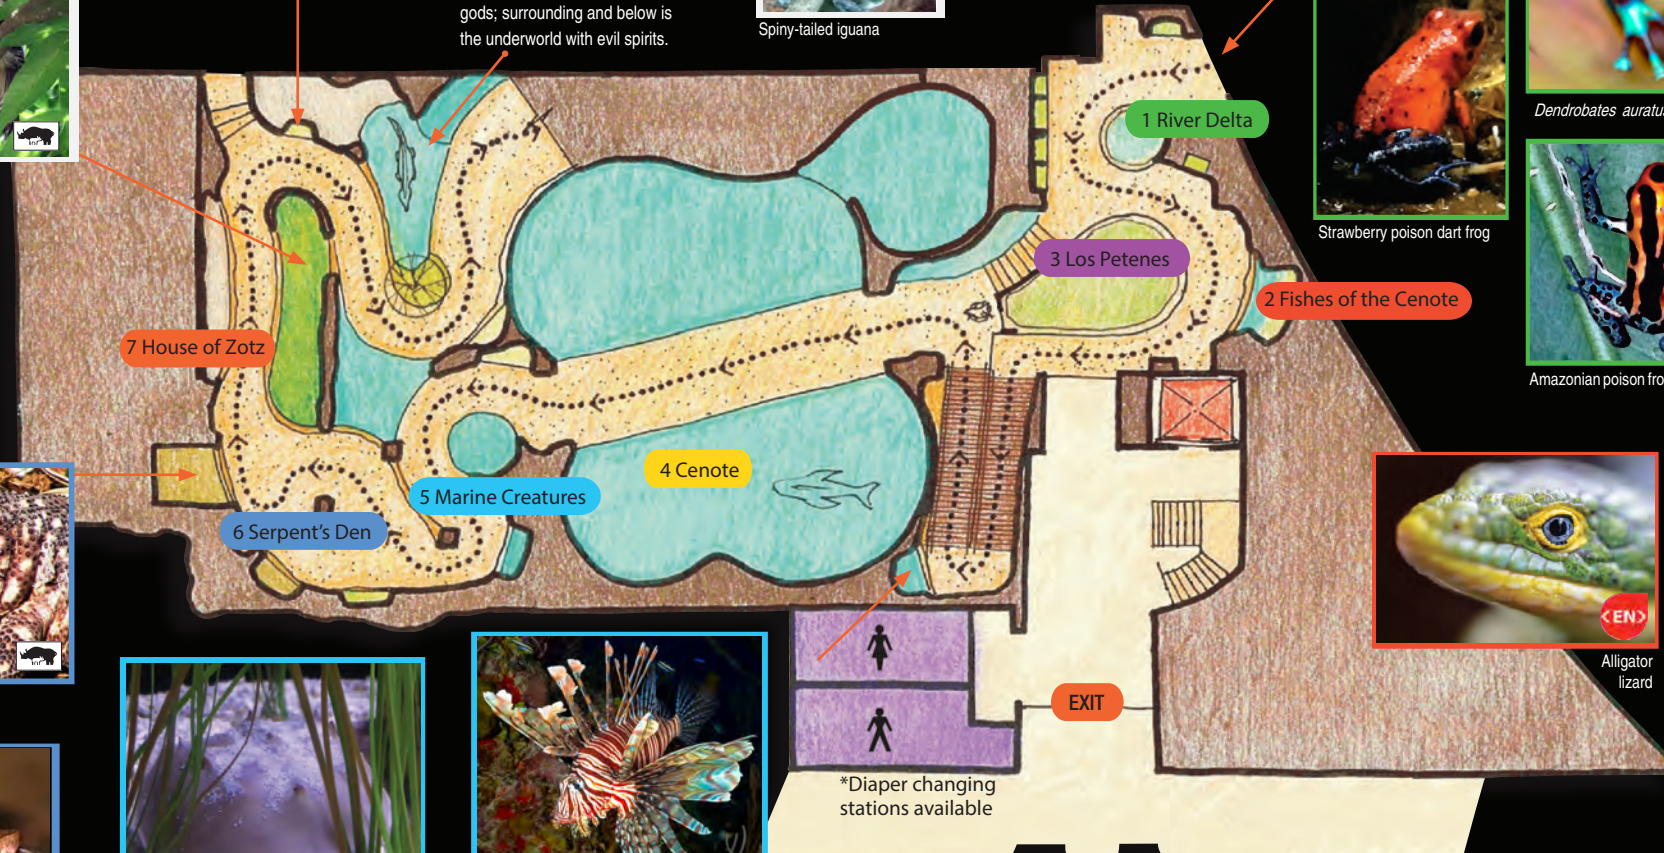 gods; surrounding and below is
the underworld with evil spirits.
Spiny-tailed iguana
1 River Delta
Dendrobates auratus
Strawberry poison dart frog
3 Los Petenes
2 Fishes of the Cenote
7 House of Zotz
Amazonian poison
4 Cenote
5 Marine Creatures
6 Serpent's Den
<EN>
Alligator
lizard
EXIT
*Diaper changing
stations available